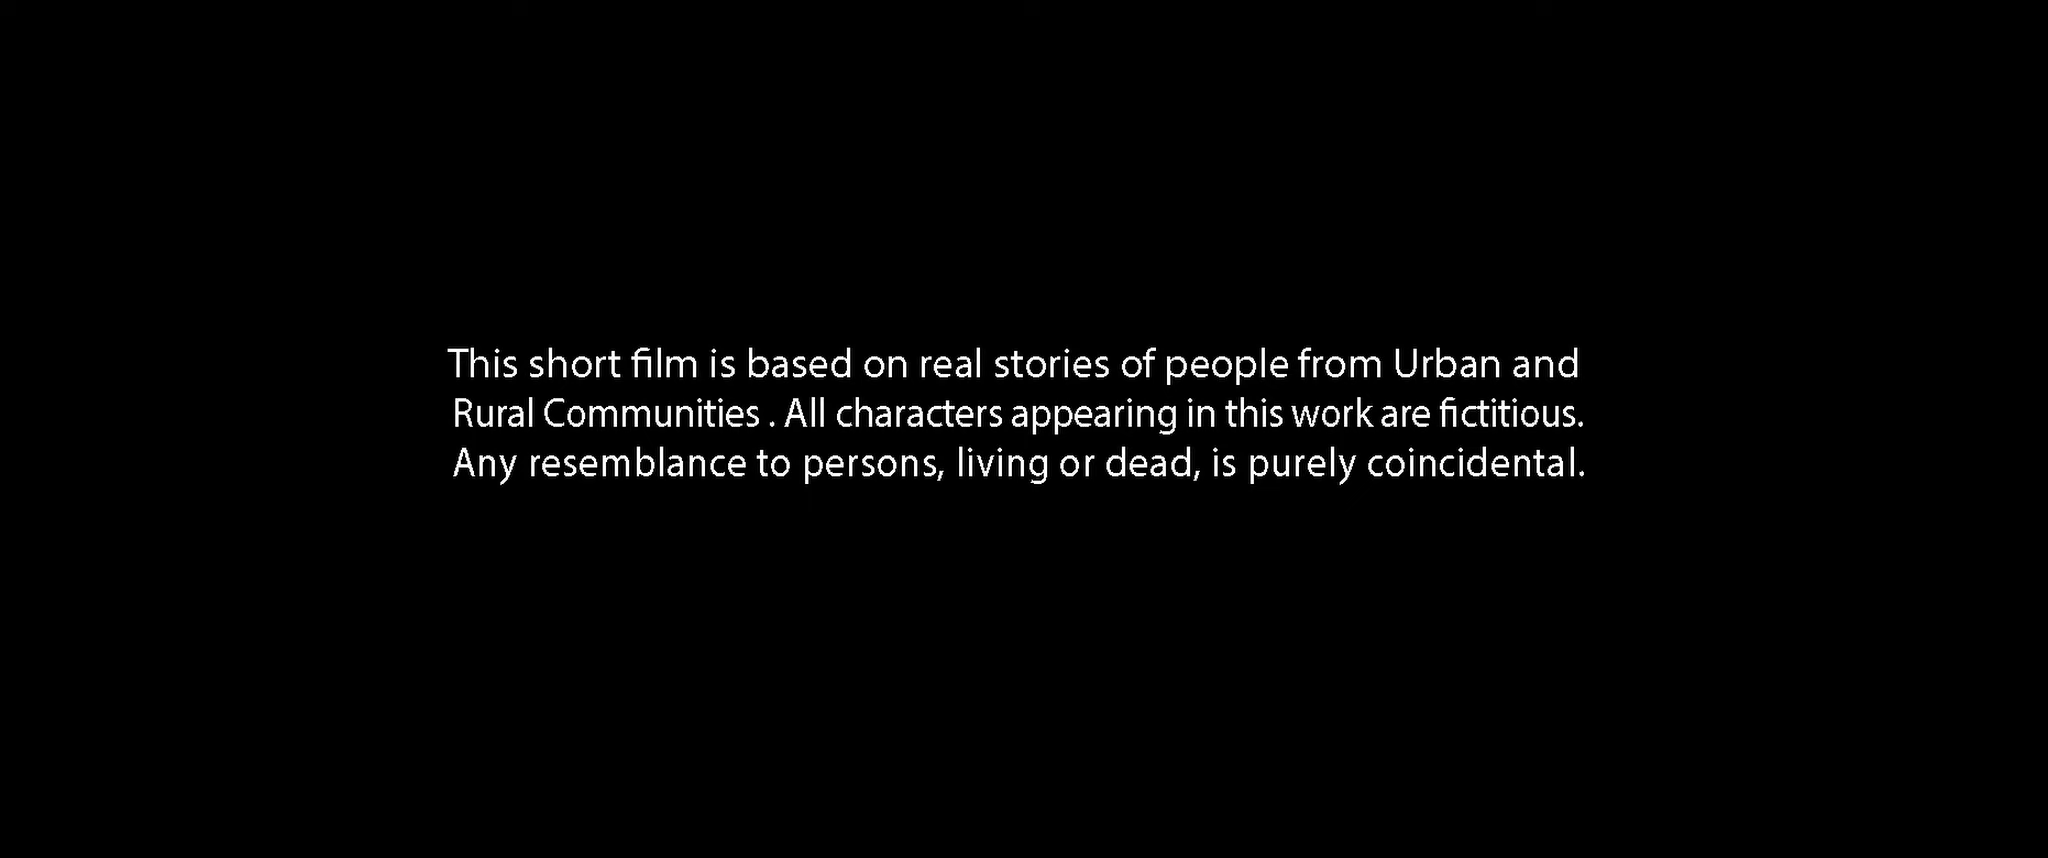 This short film is based on real stories of people from Urban and
Rural Communities . All characters appearing in this work are fictitious.
Any resemblance to persons, living or dead, is purely coincidental.